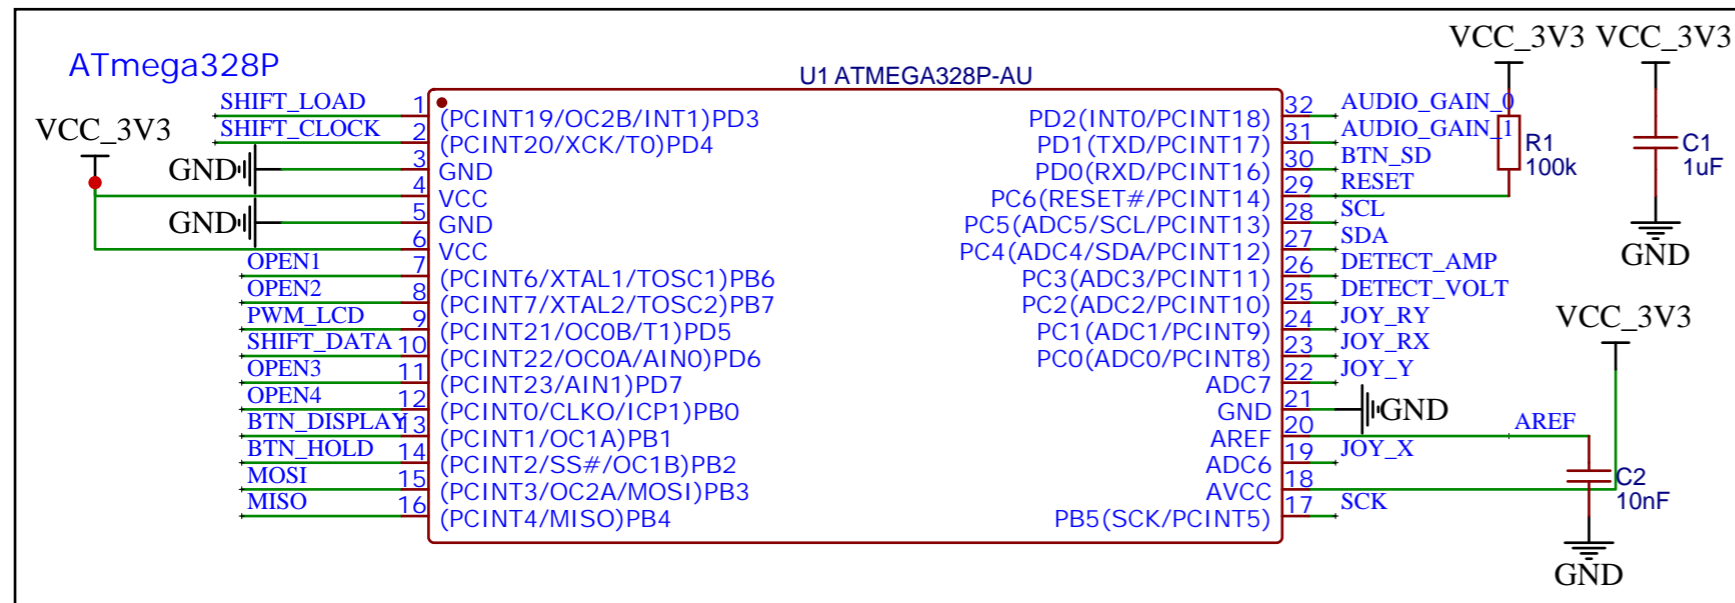 ATmega328P
U1 ATMEGA328P-AU
VCC_3V3 VCC_3V3
VCC_3V3
SHIFT_LOAD 1 (PCINT19/OC2B/INT1)PD3
SHIFT_CLOCK 2 (PCINT20/XCK/T0)PD4
GND 3 GND
4 VCC
GND 5 GND
6 VCC
OPEN1 7 (PCINT6/XTAL1/TOSC1)PB6
OPEN2 8 (PCINT7/XTAL2/TOSC2)PB7
PWM_LCD 9 (PCINT21/OC0B/T1)PD5
SHIFT_DATA 10 (PCINT22/OC0A/AIN0)PD6
OPEN3 11 (PCINT23/AIN1)PD7
OPEN4 12 (PCINT0/CLKO/ICP1)PB0
BTN_DISPLAY 13 (PCINT1/OC1A)PB1
BTN_HOLD 14 (PCINT2/SS#/OC1B)PB2
MOSI 15 (PCINT3/OC2A/MOSI)PB3
MISO 16 (PCINT4/MISO)PB4
PD2(INT0/PCINT18) 32 AUDIO_GAIN_0
PD1(TXD/PCINT17) 31 AUDIO_GAIN_1
PD0(RXD/PCINT16) 30 BTN_SD
PC6(RESET#/PCINT14) 29 RESET
PC5(ADC5/SCL/PCINT13) 28 SCL
PC4(ADC4/SDA/PCINT12) 27 SDA
PC3(ADC3/PCINT11) 26 DETECT_AMP
PC2(ADC2/PCINT10) 25 DETECT_VOLT
PC1(ADC1/PCINT9) 24 JOY_RY
PC0(ADC0/PCINT8) 23 JOY_RX
ADC7 22 JOY_Y
GND 21 GND
AREF 20 AREF
ADC6 19 JOY_X
AVCC 18
PB5(SCK/PCINT5) 17 SCK
R1
100k
C1
1uF
GND
VCC_3V3
C2
10nF
GND